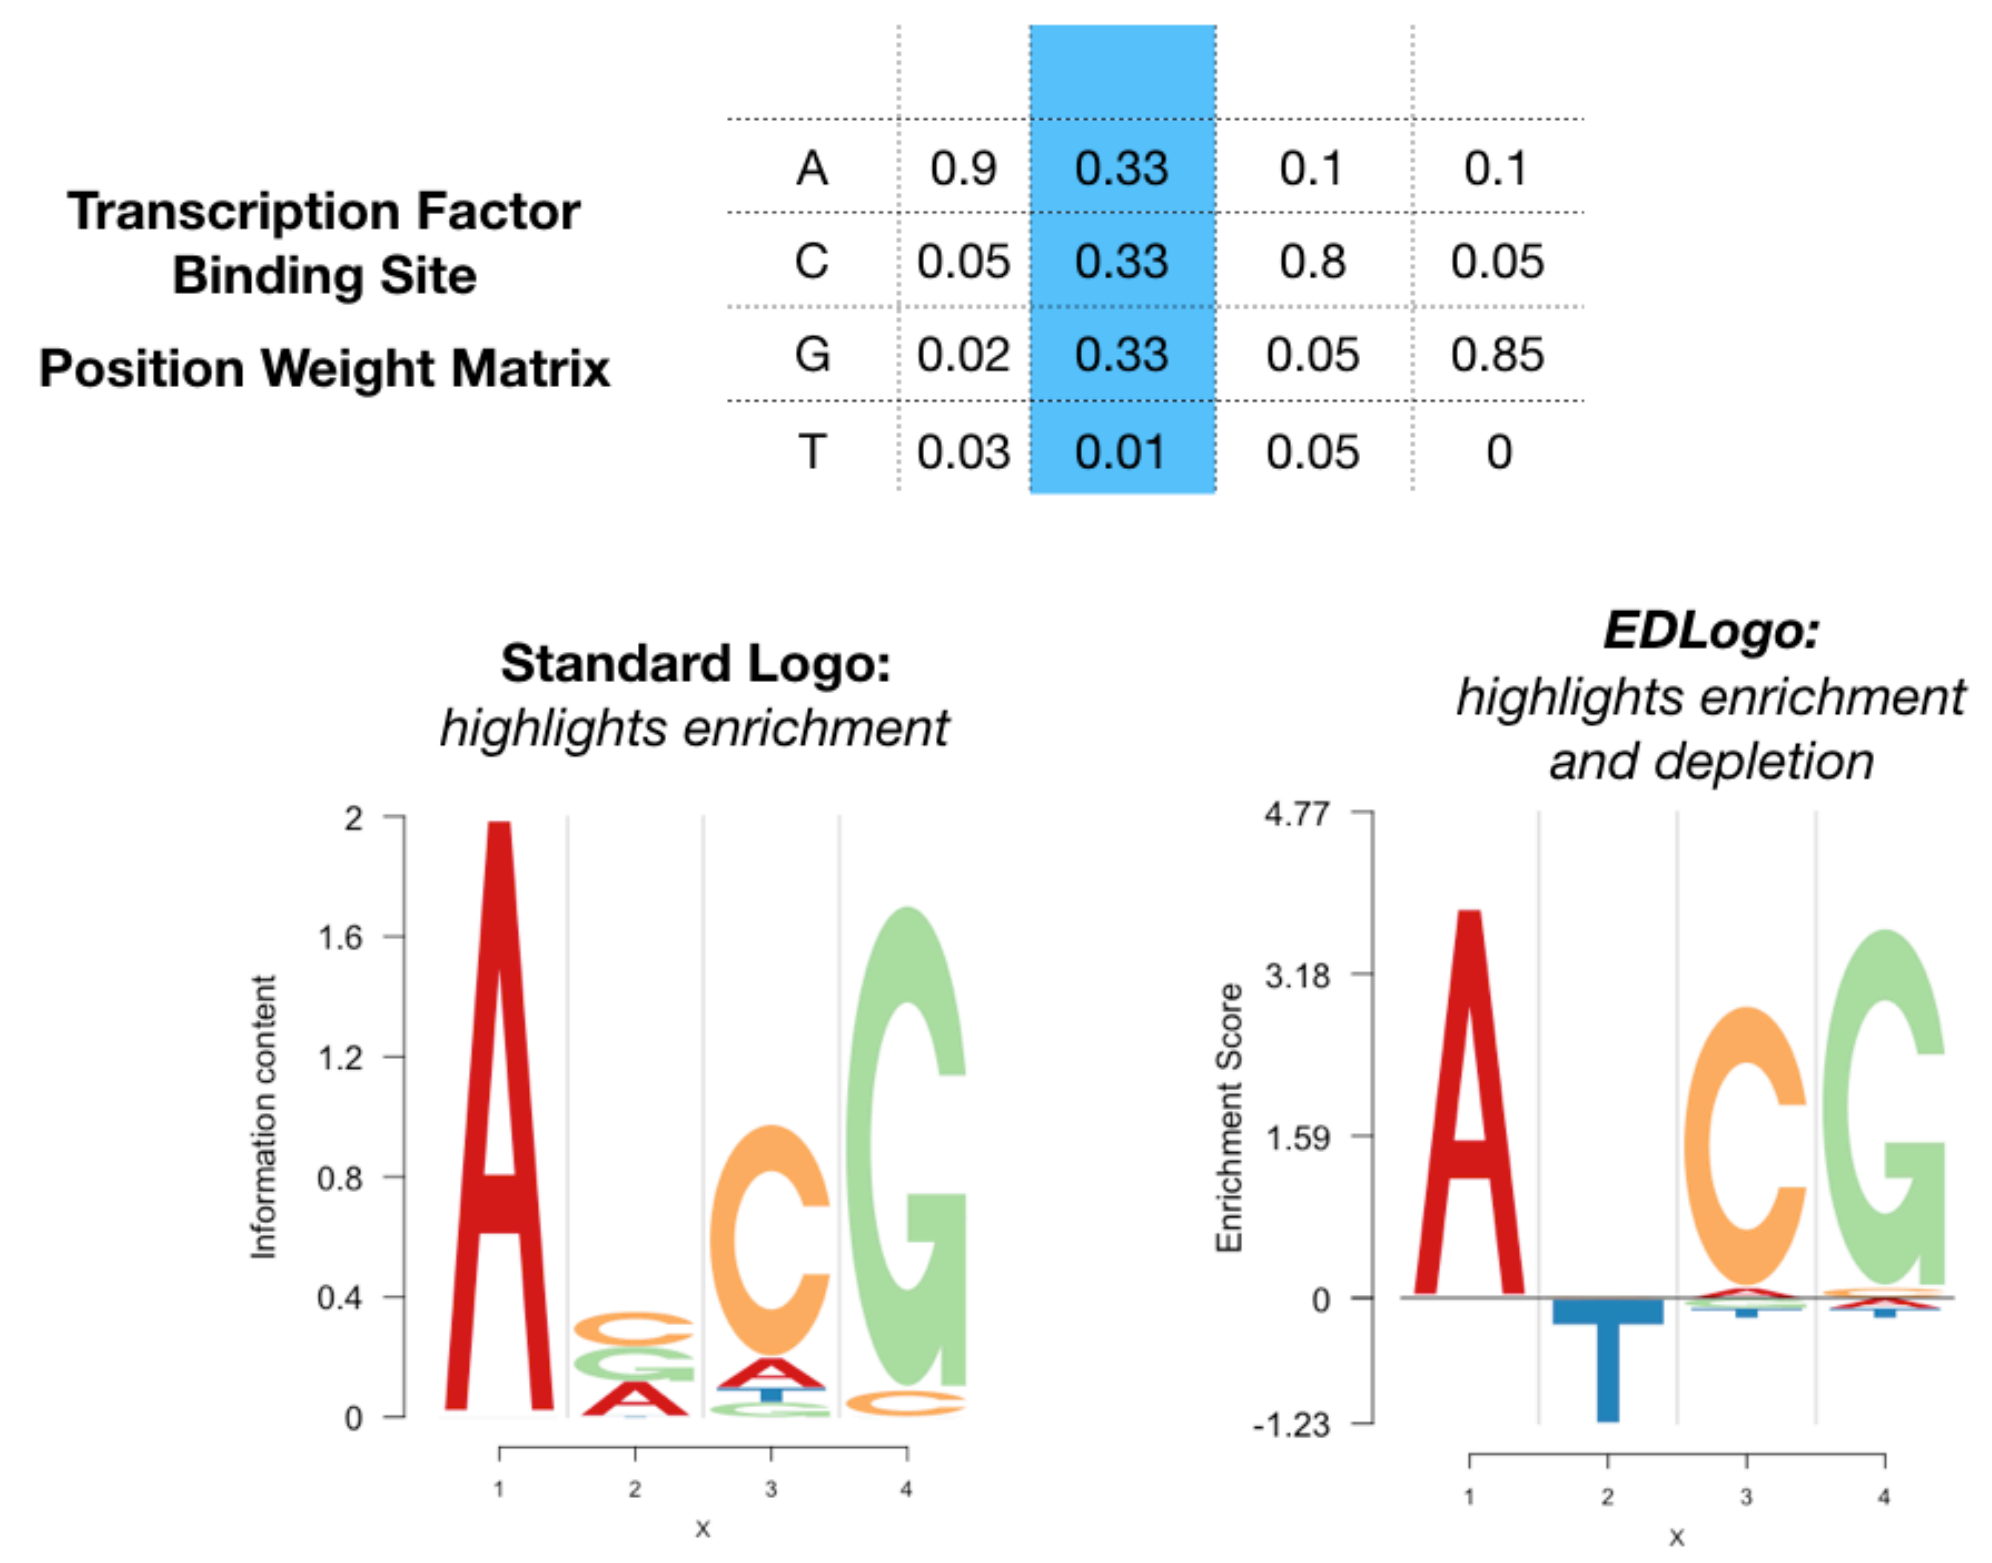 Transcription Factor
Binding Site
Position Weight Matrix
A 0.9 0.33 0.1 0.1
C 0.05 0.33 0.8 0.05
G 0.02 0.33 0.05 0.85
T 0.03 0.01 0.05 0
Standard Logo:
highlights enrichment
Information content
2
1.6
1.2
0.8
0.4
0
A
C
G
A
C
A
T
G
G
C
1 2 3 4
x
EDLogo:
highlights enrichment
and depletion
Enrichment Score
4.77
3.18
1.59
0
-1.23
A
T
C
A
G
T
G
C
A
T
1 2 3 4
x